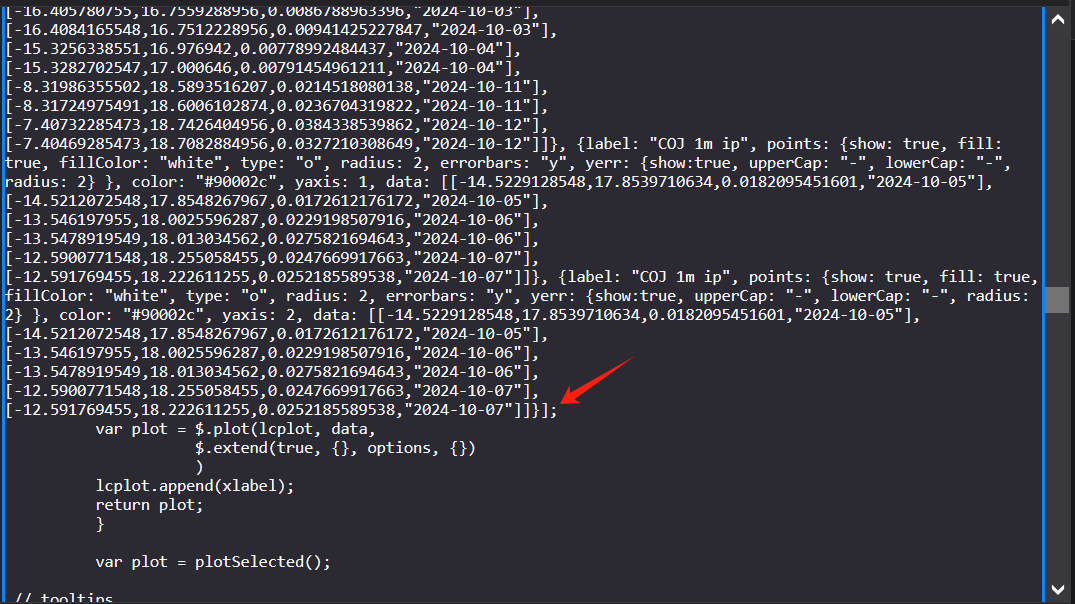 [-16.405780755,16.7559288956,0.0086788963396,"2024-10-03"],
[-16.4084165548,16.7512228956,0.00941425227847,"2024-10-03"],
[-15.3256338551,16.976942,0.00778992484437,"2024-10-04"],
[-15.3282702547,17.000646,0.00791454961211,"2024-10-04"],
[-8.31986355502,18.5893516207,0.0214518080138,"2024-10-11"],
[-8.31724975491,18.6006102874,0.0236704319822,"2024-10-11"],
[-7.40732285473,18.7426404956,0.0384338539862,"2024-10-12"],
[-7.40469285473,18.7082884956,0.0327210308649,"2024-10-12"]]}, {label: "COJ 1m ip", points: {show: true, fill:
true, fillColor: "white", type: "o", radius: 2, errorbars: "y", yerr: {show:true, upperCap: "-", lowerCap: "-",
radius: 2} }, color: "#90002c", yaxis: 1, data: [[-14.5229128548,17.8539710634,0.0182095451601,"2024-10-05"],
[-14.5212072548,17.8548267967,0.0172612176172,"2024-10-05"],
[-13.546197955,18.0025596287,0.0229198507916,"2024-10-06"],
[-13.5478919549,18.013034562,0.0275821694643,"2024-10-06"],
[-12.5900771548,18.255058455,0.0247669917663,"2024-10-07"],
[-12.591769455,18.222611255,0.0252185589538,"2024-10-07"]]}, {label: "COJ 1m ip", points: {show: true, fill: true,
fillColor: "white", type: "o", radius: 2, errorbars: "y", yerr: {show:true, upperCap: "-", lowerCap: "-", radius:
2} }, color: "#90002c", yaxis: 2, data: [[-14.5229128548,17.8539710634,0.0182095451601,"2024-10-05"],
[-14.5212072548,17.8548267967,0.0172612176172,"2024-10-05"],
[-13.546197955,18.0025596287,0.0229198507916,"2024-10-06"],
[-13.5478919549,18.013034562,0.0275821694643,"2024-10-06"],
[-12.5900771548,18.255058455,0.0247669917663,"2024-10-07"],
[-12.591769455,18.222611255,0.0252185589538,"2024-10-07"]]}];
var plot = $.plot(lcplot, data,
$.extend(true, {}, options, {})
)
lcplot.append(xlabel);
return plot;
}
var plot = plotSelected();
// tooltips